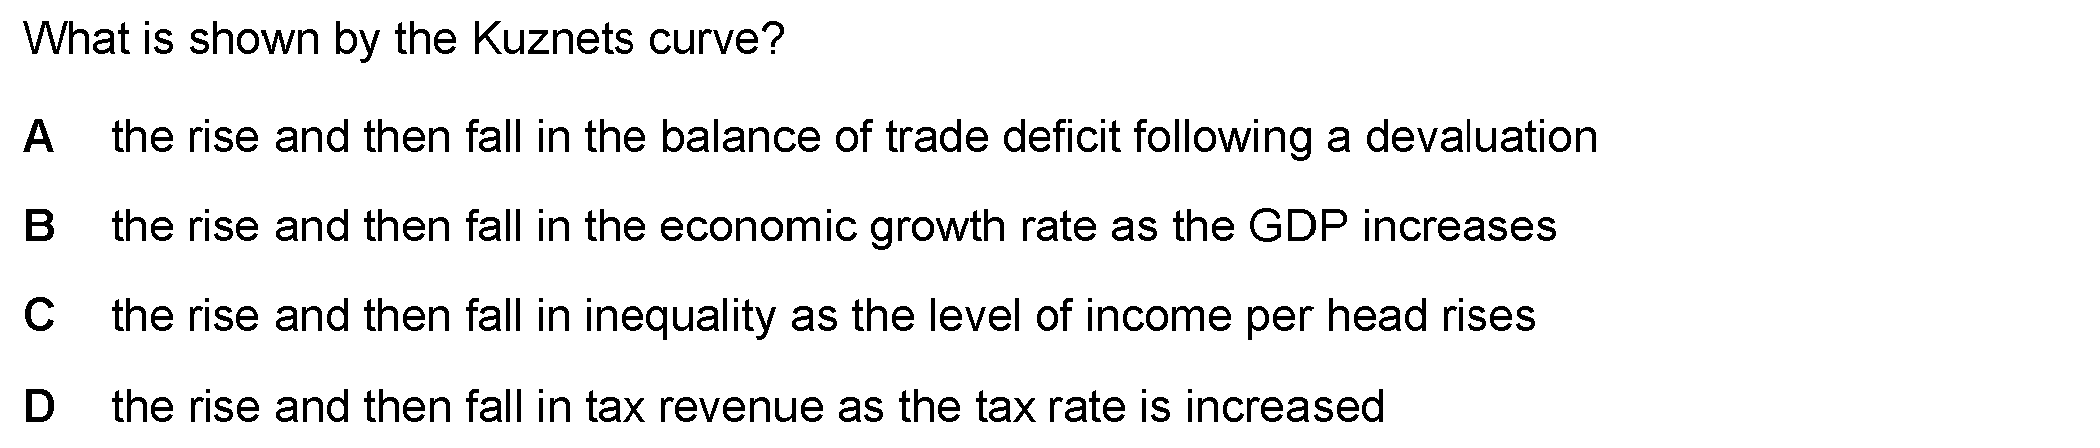 What is shown by the Kuznets curve?
A the rise and then fall in the balance of trade deficit following a devaluation
B the rise and then fall in the economic growth rate as the GDP increases
C the rise and then fall in inequality as the level of income per head rises
D the rise and then fall in tax revenue as the tax rate is increased